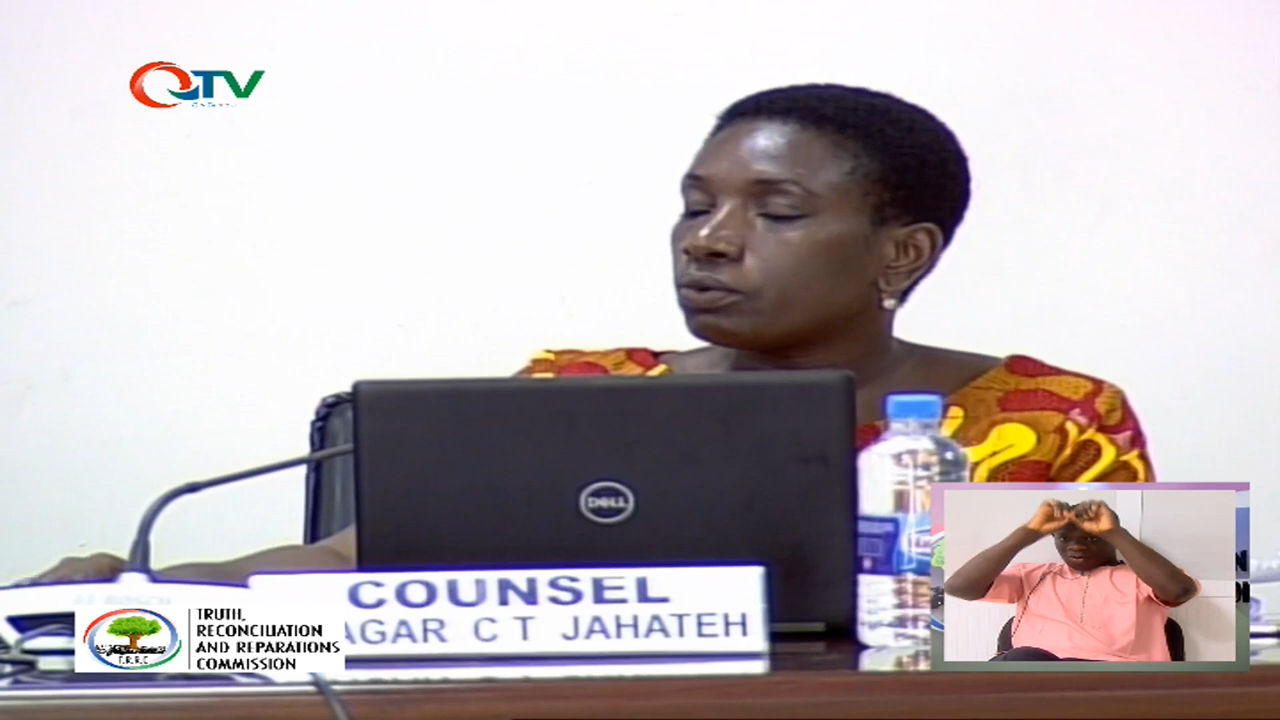 QTV
DELL
COUNSEL
AGAR C T JAHATEH
TRUTH,
RECONCILIATION
AND REPARATIONS
COMMISSION
T.R.R.C